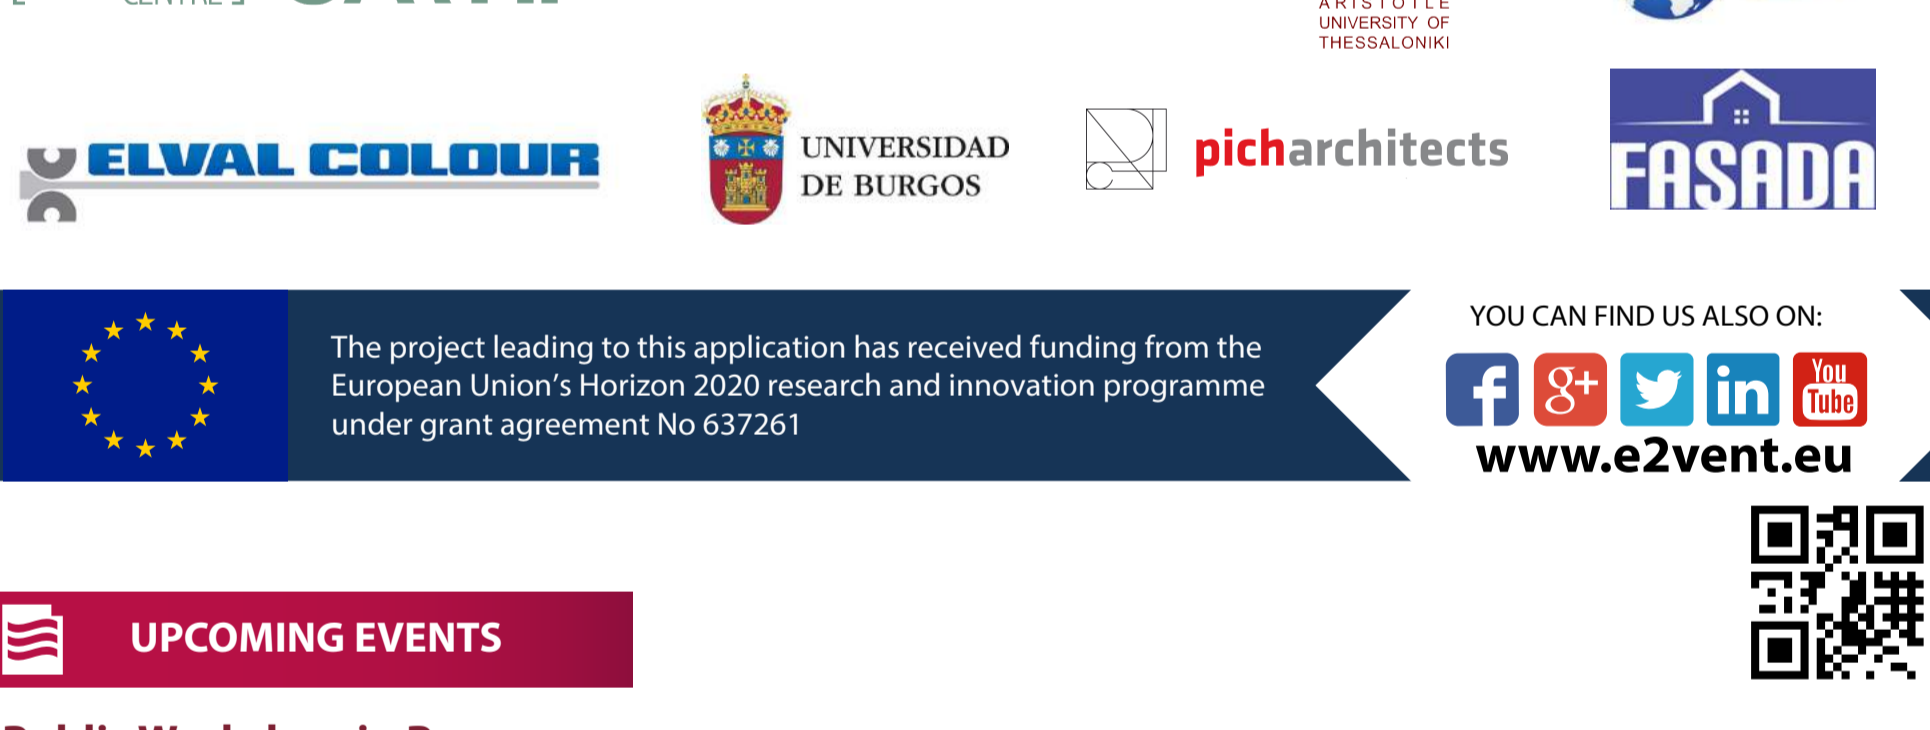 CENTRE
ARISTOTLE
UNIVERSITY OF
THESSALONIKI
ELVAL COLOUR
UNIVERSIDAD
DE BURGOS
picharchitects
FASADA
The project leading to this application has received funding from the
European Union’s Horizon 2020 research and innovation programme
under grant agreement No 637261
YOU CAN FIND US ALSO ON:
f g+ in You Tube
www.e2vent.eu
UPCOMING EVENTS